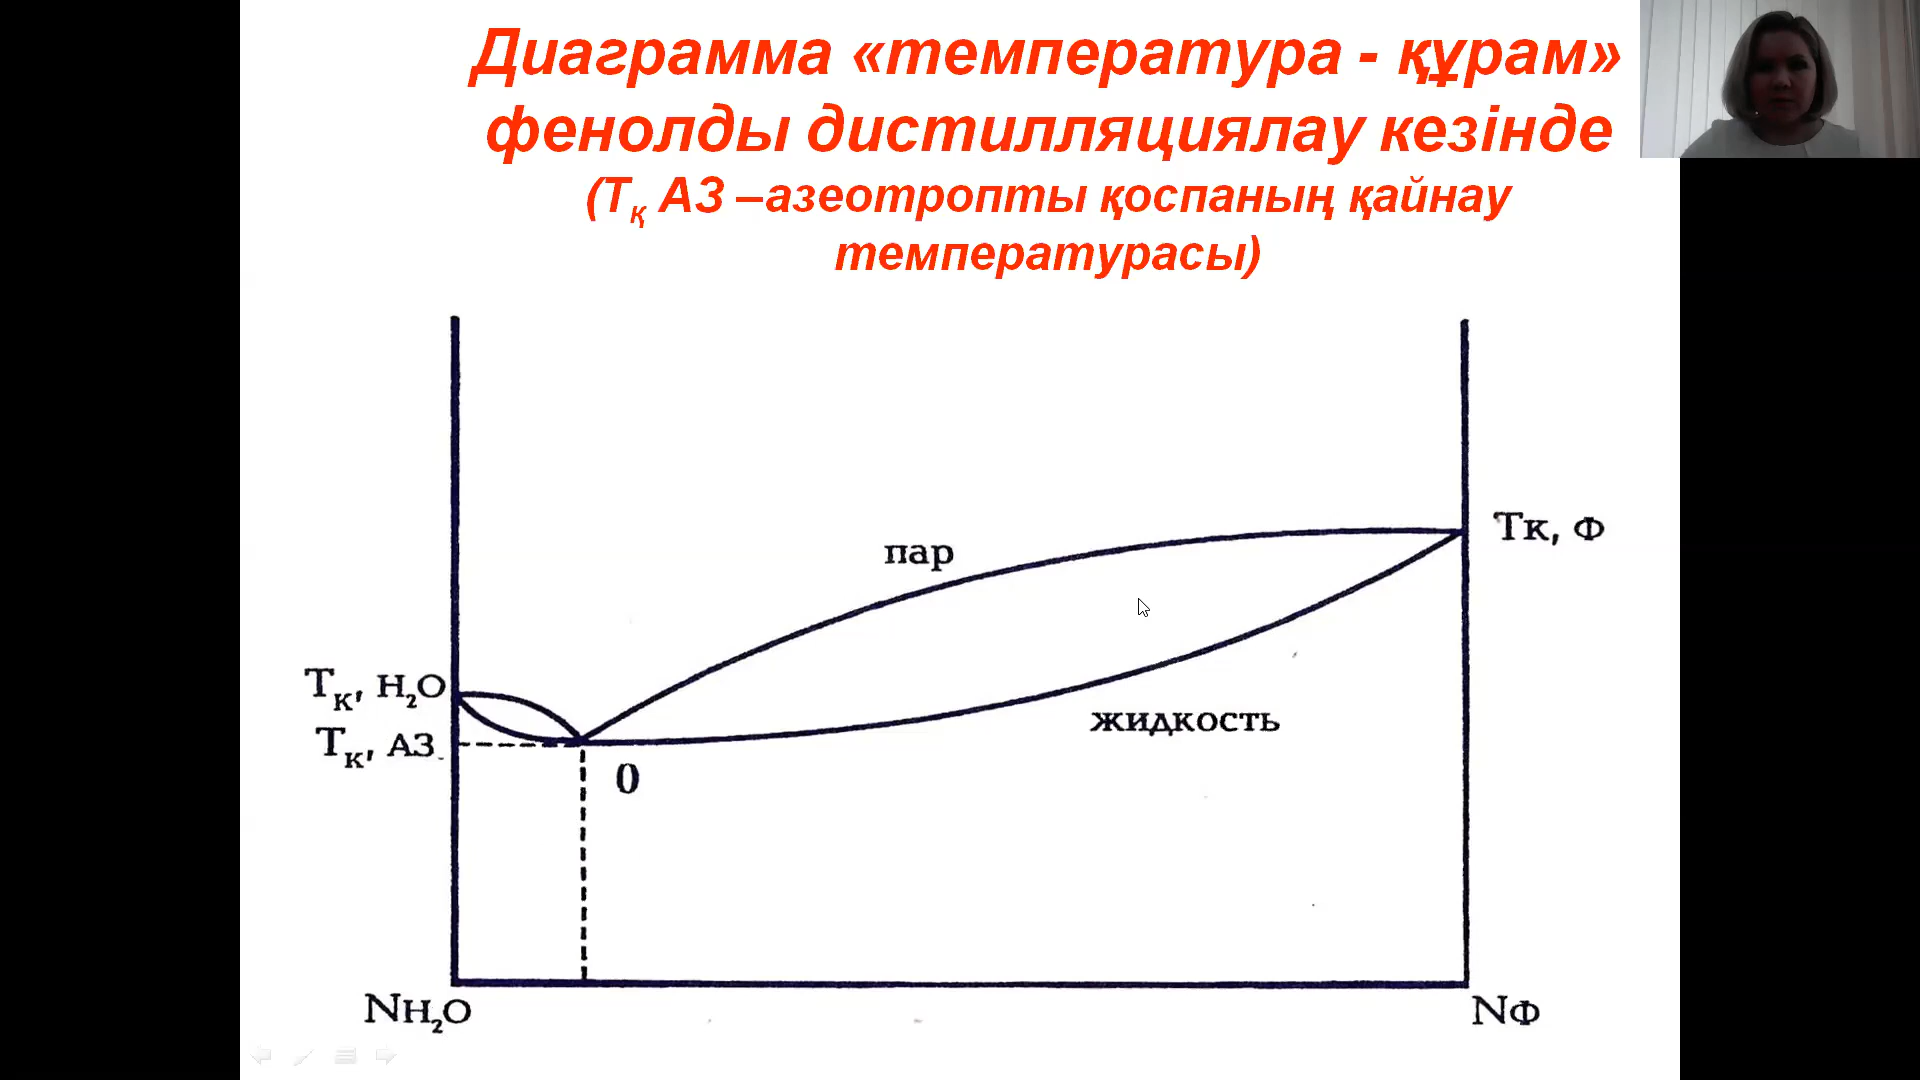 Диаграмма «температура - құрам»
фенолды дистилляциялау кезінде
(Tқ АЗ –азеотропты қоспаның қайнау
температурасы)
Тк, Ф
пар
Тк, H₂O
жидкость
Тк, АЗ
0
NH₂O
NФ